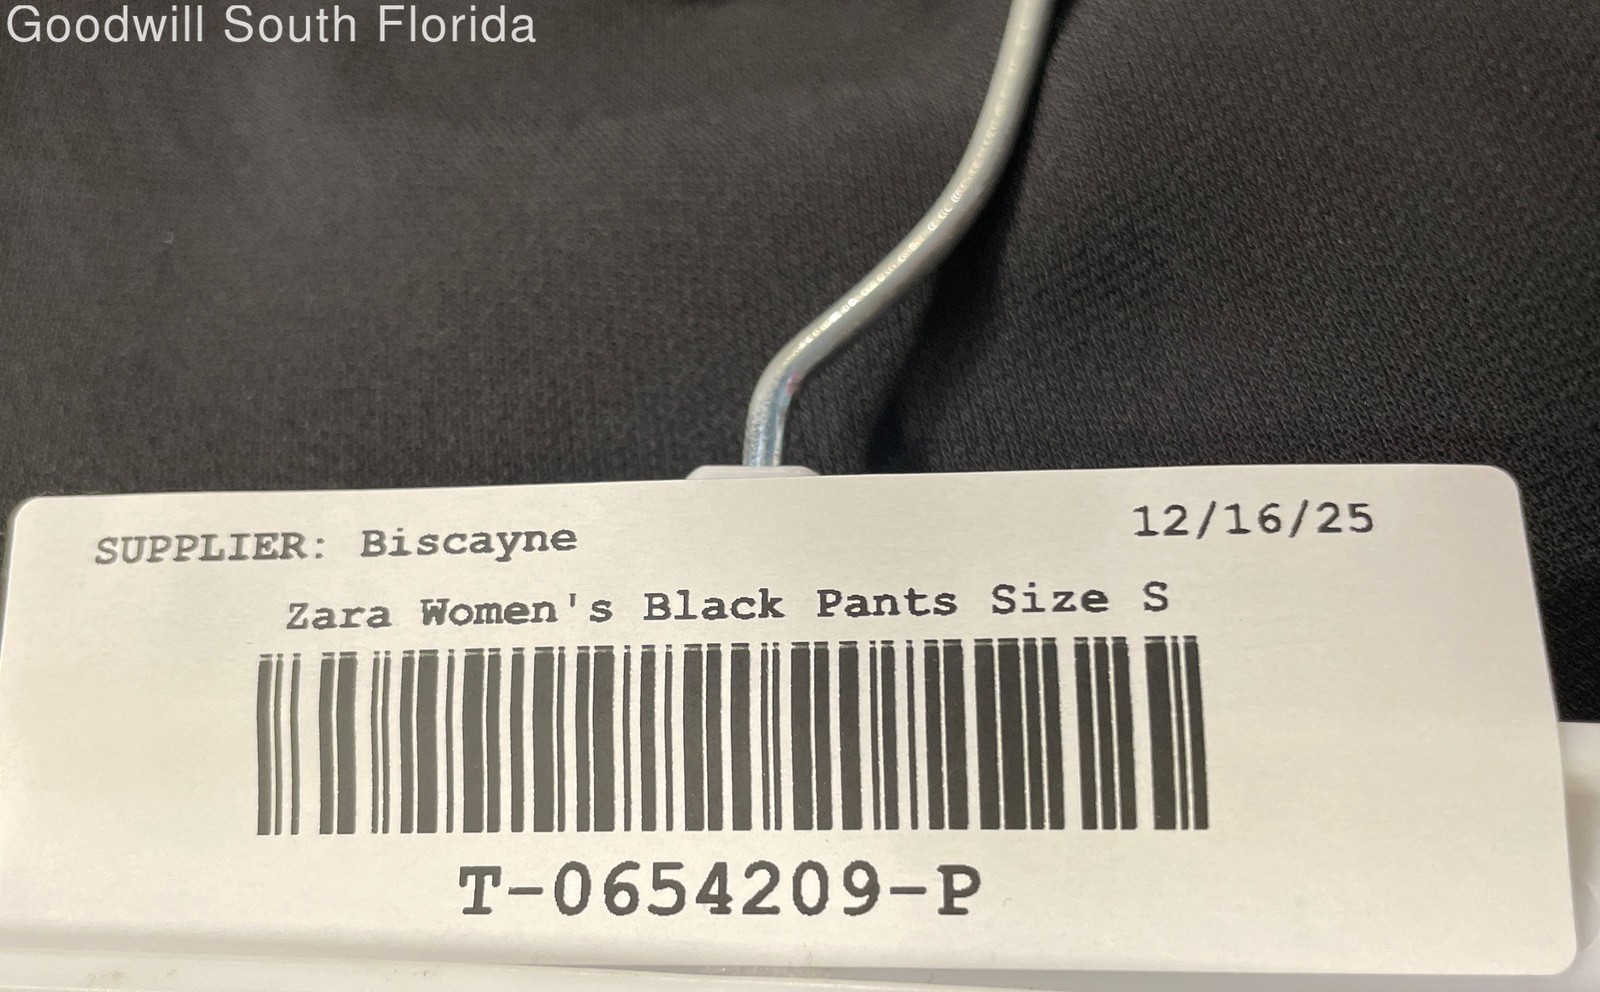 Goodwill South Florida
SUPPLIER: Biscayne
12/16/25
Zara Women's Black Pants Size S
T-0654209-P